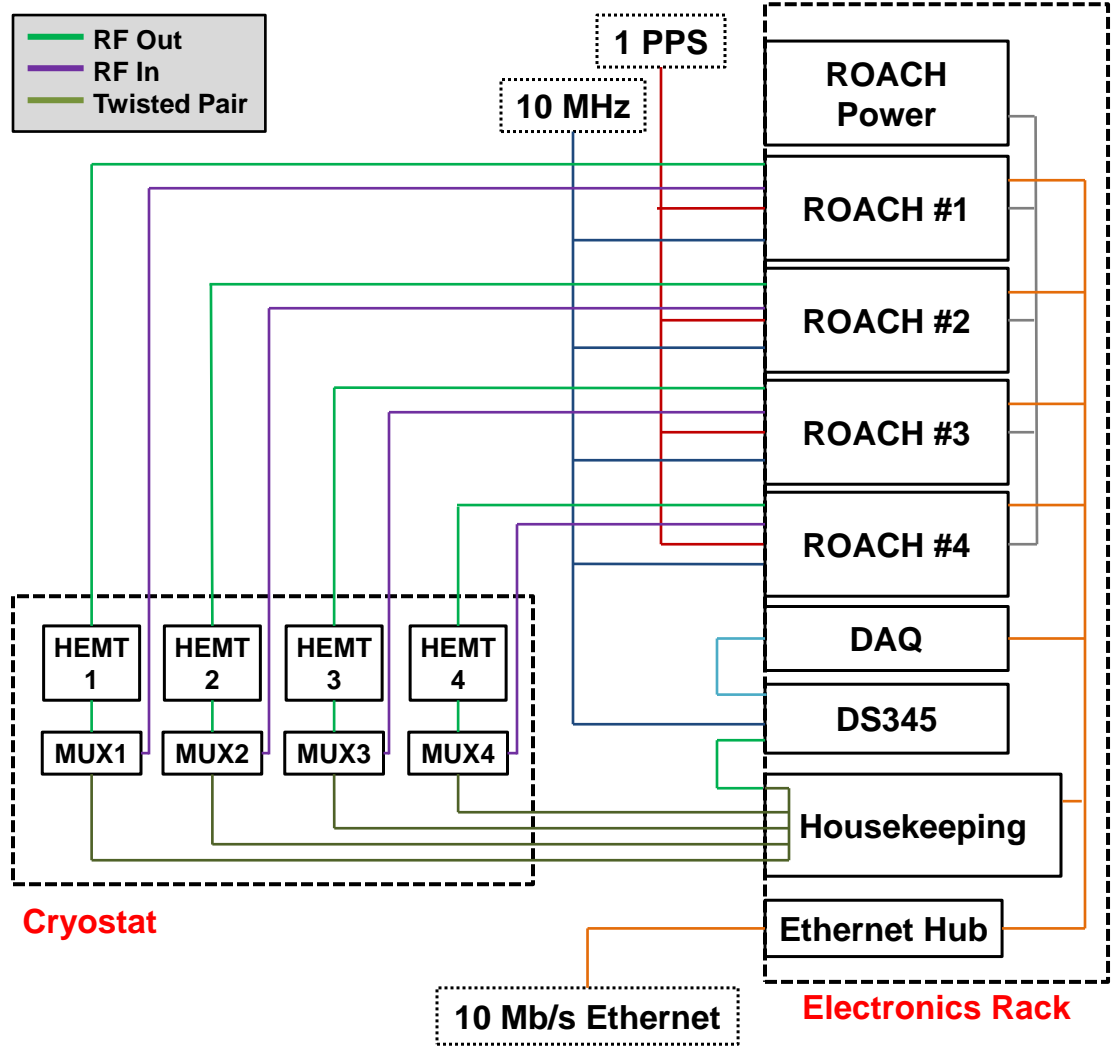 RF Out
RF In
Twisted Pair
1 PPS
10 MHz
ROACH
Power
ROACH #1
ROACH #2
ROACH #3
ROACH #4
HEMT
1
HEMT
2
HEMT
3
HEMT
4
MUX1
MUX2
MUX3
MUX4
DAQ
DS345
Housekeeping
Cryostat
Ethernet Hub
10 Mb/s Ethernet
Electronics Rack